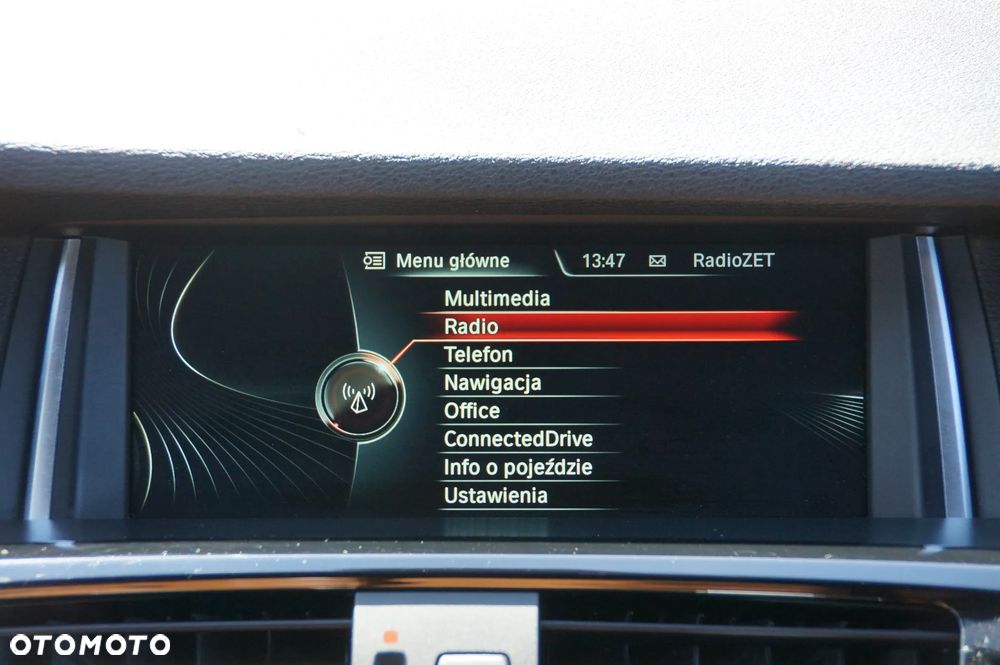 Menu główne 13:47 RadioZET
Multimedia
Radio
Telefon
Nawigacja
Office
ConnectedDrive
Info o pojeździe
Ustawienia
OTOMOTO